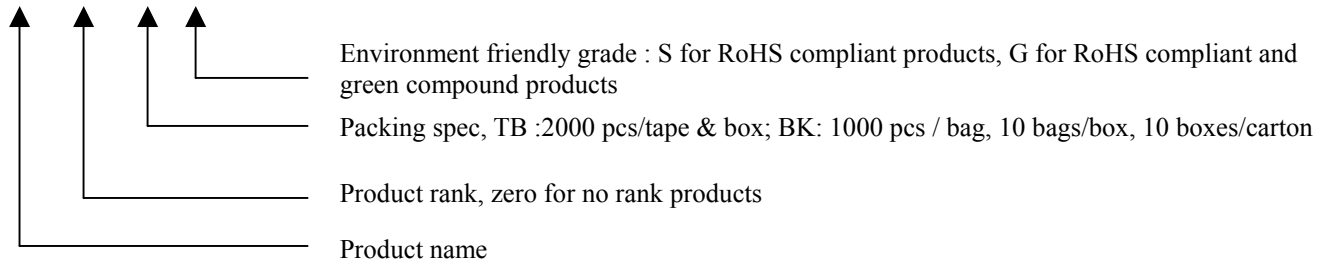 Environment friendly grade : S for RoHS compliant products, G for RoHS compliant and
green compound products
Packing spec, TB :2000 pcs/tape & box; BK: 1000 pcs / bag, 10 bags/box, 10 boxes/carton
Product rank, zero for no rank products
Product name